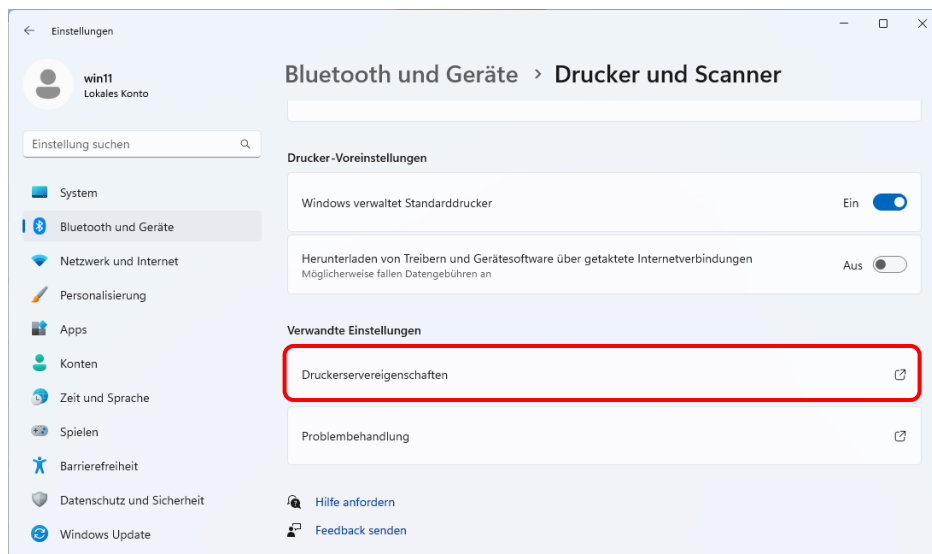 Einstellungen
win11
Lokales Konto
Einstellung suchen
System
Bluetooth und Geräte
Netzwerk und Internet
Personalisierung
Apps
Konten
Zeit und Sprache
Spielen
Barrierefreiheit
Datenschutz und Sicherheit
Windows Update
Bluetooth und Geräte › Drucker und Scanner
Drucker-Voreinstellungen
Windows verwaltet Standarddrucker Ein
Herunterladen von Treibern und Gerätesoftware über getaktete Internetverbindungen Aus
Möglicherweise fallen Datengebühren an
Verwandte Einstellungen
Druckerservereigenschaften
Problembehandlung
Hilfe anfordern
Feedback senden